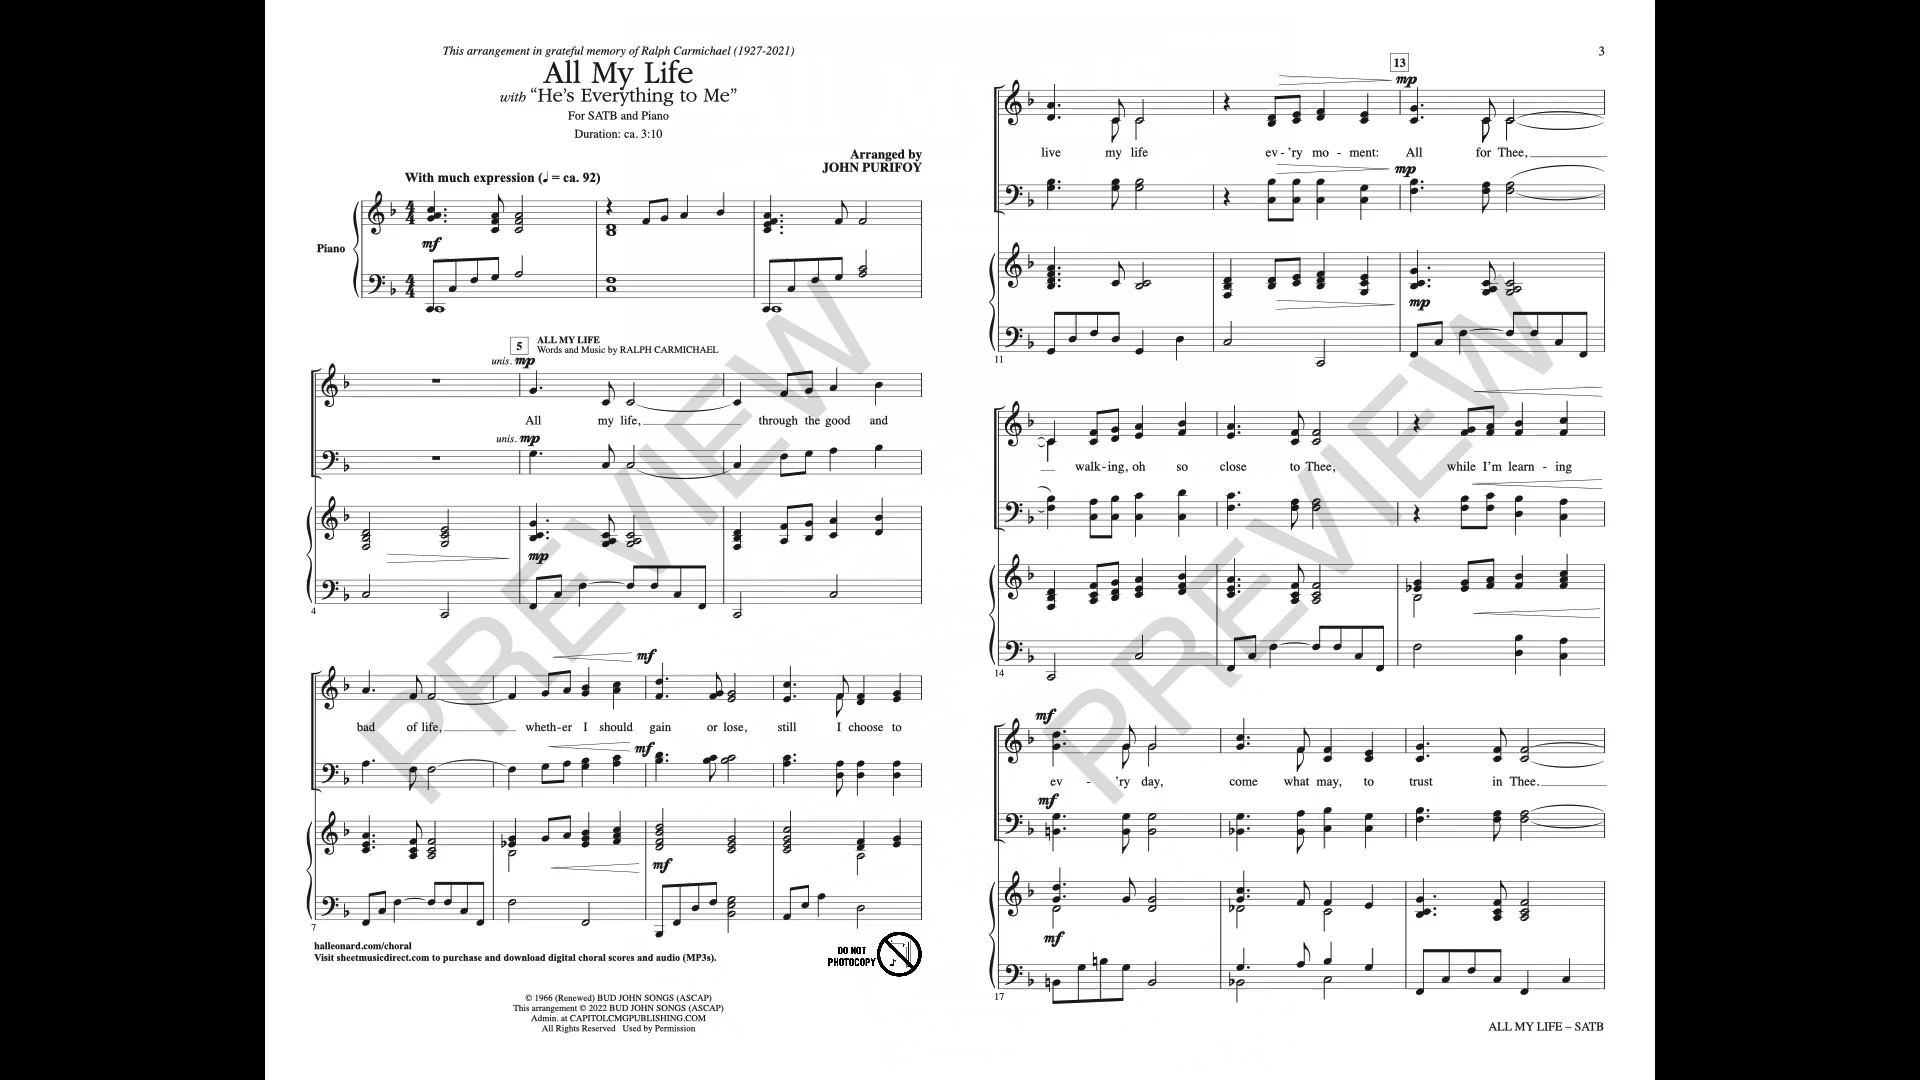 This arrangement in grateful memory of Ralph Carmichael (1927-2021)
All My Life
with “He’s Everything to Me”
For SATB and Piano
Duration: ca. 3:10
Arranged by
JOHN PURIFOY
With much expression (♩ = ca. 92)
Piano
mf
5
ALL MY LIFE
Words and Music by RALPH CARMICHAEL
unis. mp
All my life, through the good and
unis. mp
mp
4
mf
bad of life, wheth-er I should gain or lose, still I choose to
mf
mf
7
halleonard.com/choral
Visit sheetmusicdirect.com to purchase and download digital choral scores and audio (MP3s).
DO NOT
PHOTOCOPY
© 1966 (Renewed) BUD JOHN SONGS (ASCAP)
This arrangement © 2022 BUD JOHN SONGS (ASCAP)
Admin. at CAPITOLCMGPUBLISHING.COM
All Rights Reserved Used by Permission
PREVIEW
3
13
mp
live my life ev-’ry mo - ment: All for Thee,
mp
mp
11
walk-ing, oh so close to Thee, while I’m learn - ing
14
mf
ev - ’ry day, come what may, to trust in Thee.
mf
mf
17
ALL MY LIFE – SATB
PREVIEW